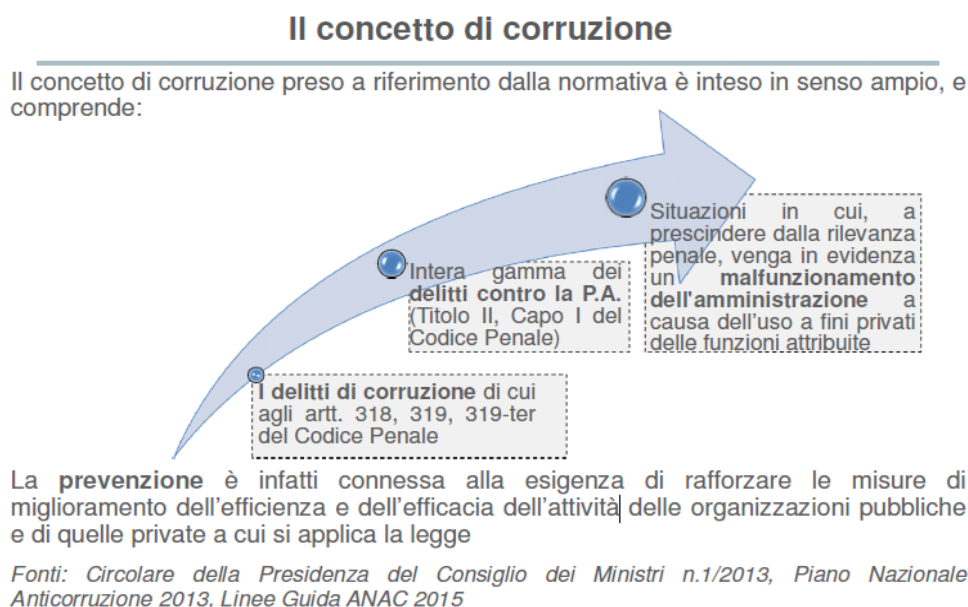 Il concetto di corruzione
Il concetto di corruzione preso a riferimento dalla normativa è inteso in senso ampio, e
comprende:
Situazioni in cui, a
prescindere dalla rilevanza
penale, venga in evidenza
un malfunzionamento
dell'amministrazione a
causa dell'uso a fini privati
delle funzioni attribuite
Intera gamma dei
delitti contro la P.A.
(Titolo II, Capo I del
Codice Penale)
I delitti di corruzione di cui
agli artt. 318, 319, 319-ter
del Codice Penale
La prevenzione è infatti connessa alla esigenza di rafforzare le misure di
miglioramento dell'efficienza e dell'efficacia dell'attività delle organizzazioni pubbliche
e di quelle private a cui si applica la legge
Fonti: Circolare della Presidenza del Consiglio dei Ministri n.1/2013, Piano Nazionale
Anticorruzione 2013. Linee Guida ANAC 2015